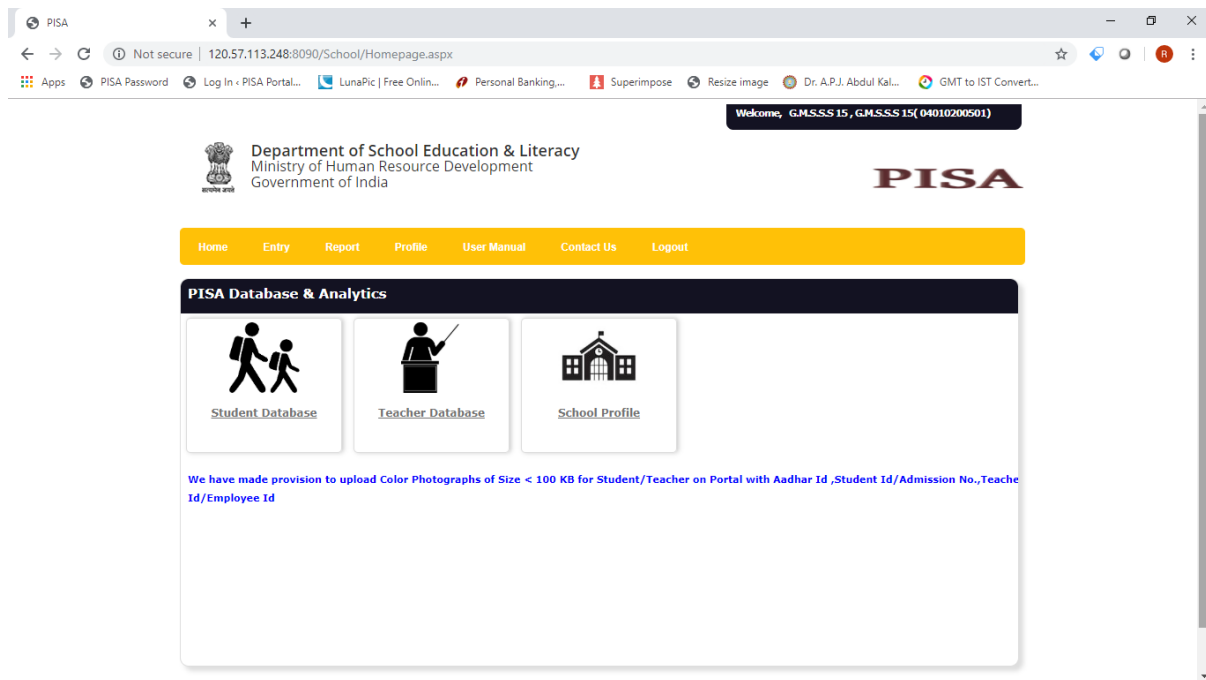 PISA
Not secure | 120.57.113.248:8090/School/Homepage.aspx
R
Apps PISA Password Log In ‹ PISA Portal... LunaPic | Free Onlin... Personal Banking,... Superimpose Resize image Dr. A.P.J. Abdul Kal... GMT to IST Convert...
Welcome, G.M.S.S.S 15 , G.M.S.S.S 15( 04010200501)
Department of School Education & Literacy
Ministry of Human Resource Development
Government of India
सत्यमेव जयते
PISA
Home Entry Report Profile User Manual Contact Us Logout
PISA Database & Analytics
Student Database Teacher Database School Profile
We have made provision to upload Color Photographs of Size < 100 KB for Student/Teacher on Portal with Aadhar Id ,Student Id/Admission No.,Teache
Id/Employee Id